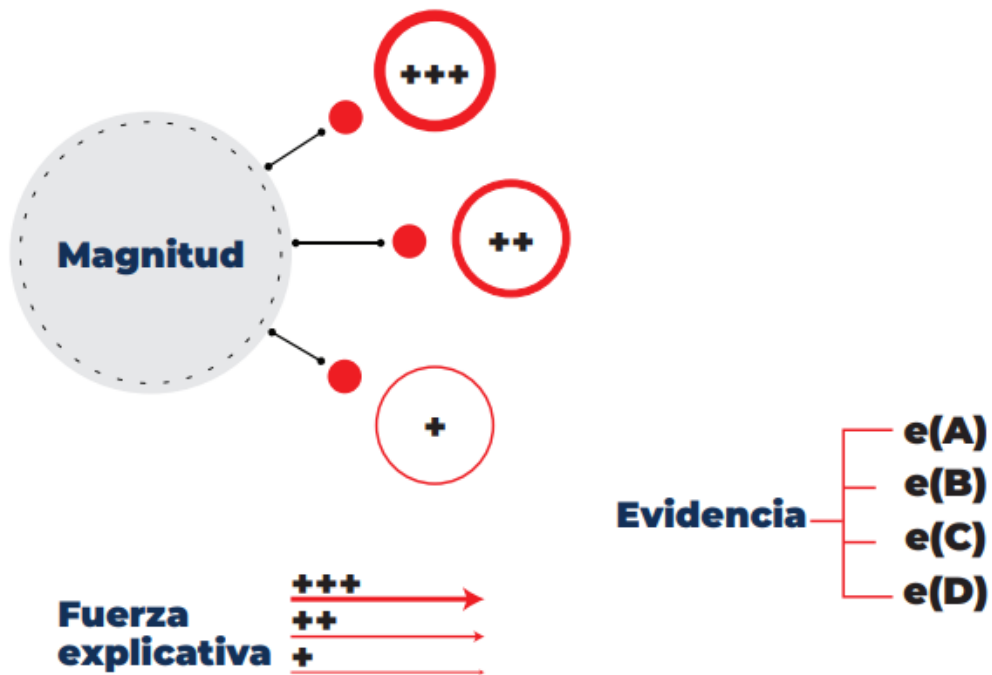 +++
++
Magnitud
+
e(A)
e(B)
Evidencia
e(C)
e(D)
+++
++
+
Fuerza
explicativa